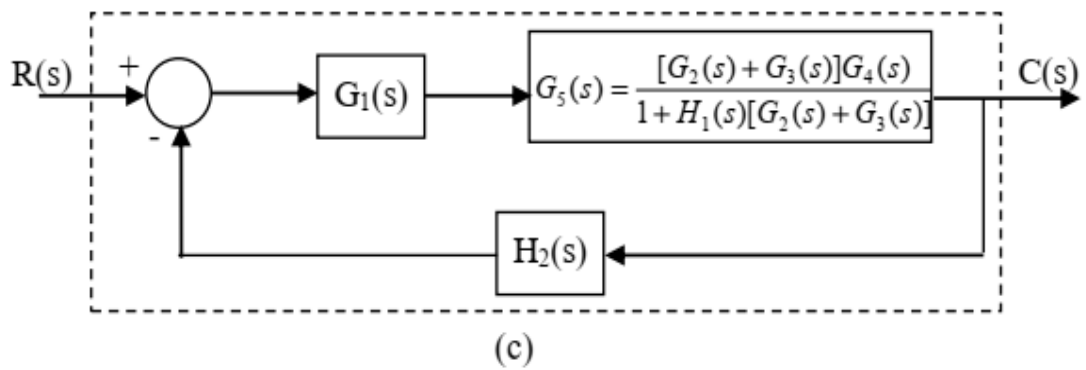 R(s)
+
-
G₁(s)
G₅(s) = [G₂(s) + G₃(s)]G₄(s) / 1 + H₁(s)[G₂(s) + G₃(s)]
C(s)
H₂(s)
(c)